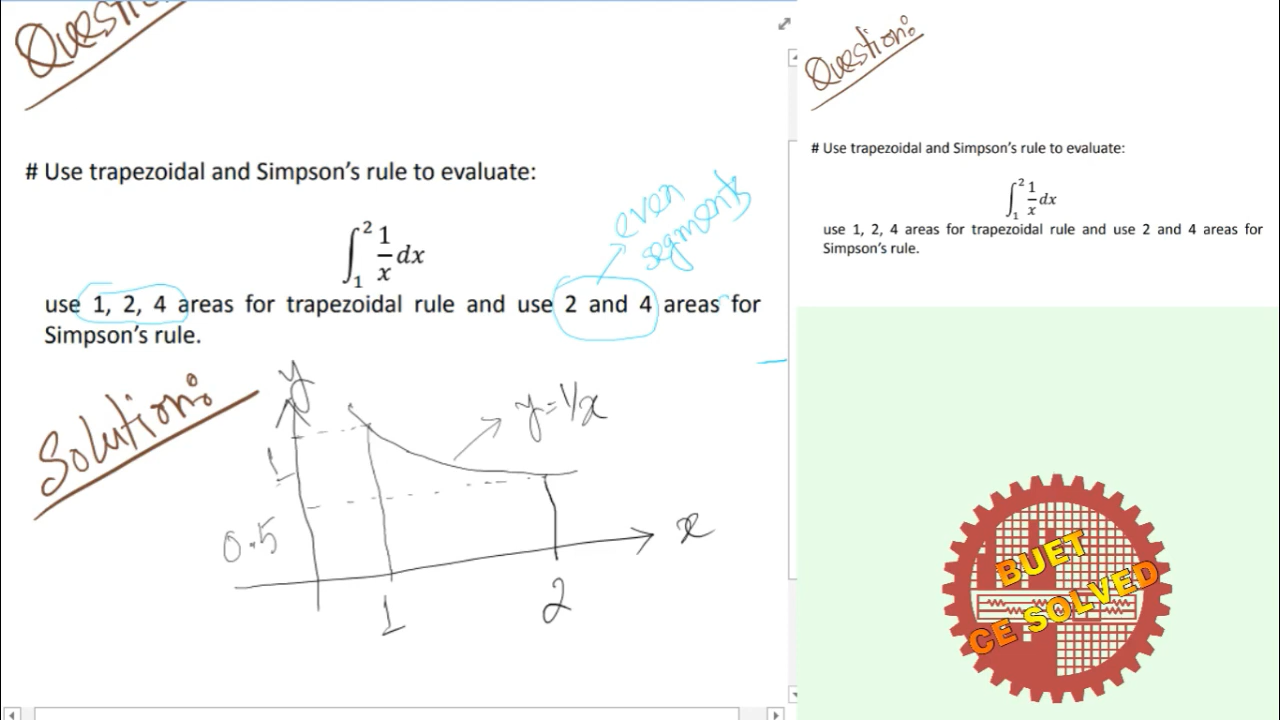 Question
# Use trapezoidal and Simpson's rule to evaluate:
∫₁² 1/x dx
even
segments
use 1, 2, 4 areas for trapezoidal rule and use 2 and 4 areas for
Simpson's rule.
Solution:
y
y=1/x
1
0.5
x
1
2
Question:
# Use trapezoidal and Simpson's rule to evaluate:
∫₁² 1/x dx
use 1, 2, 4 areas for trapezoidal rule and use 2 and 4 areas for
Simpson's rule.
BUET
CE SOLVED